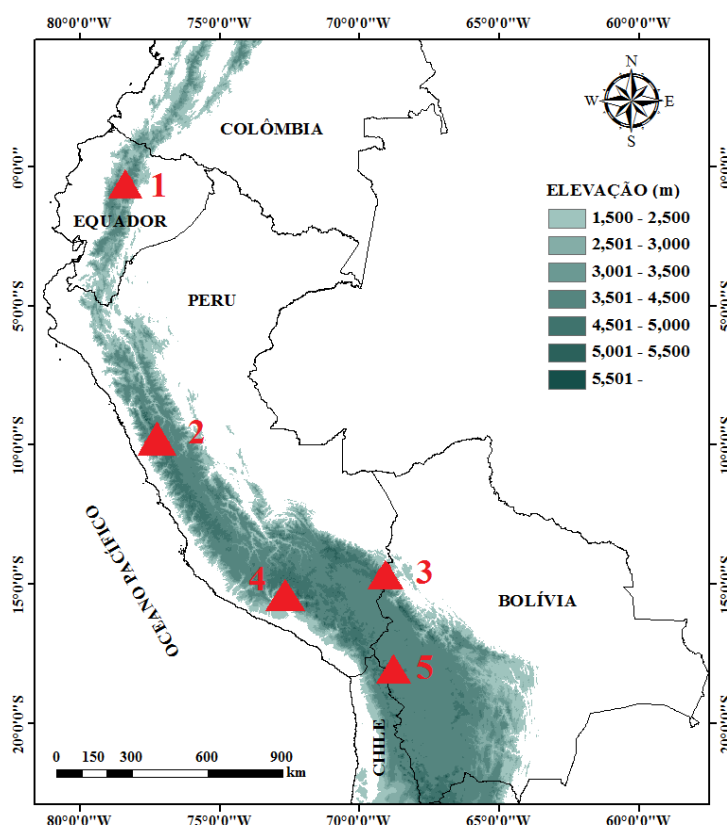 80°0'0"W 75°0'0"W 70°0'0"W 65°0'0"W 60°0'0"W
N
W E
S
COLÔMBIA
0°0'0" 0°0'0"
1
EQUADOR
ELEVAÇÃO (m)
1,500 - 2,500
2,501 - 3,000
3,001 - 3,500
3,501 - 4,500
4,501 - 5,000
5,001 - 5,500
5,501 -
PERU
5°0'0"S 5°0'0"S
2
10°0'0"S 10°0'0"S
OCEANO PACÍFICO
3
4
15°0'0"S 15°0'0"S
BOLÍVIA
5
20°0'0"S 20°0'0"S
CHILE
0 150 300 600 900
km
80°0'0"W 75°0'0"W 70°0'0"W 65°0'0"W 60°0'0"W